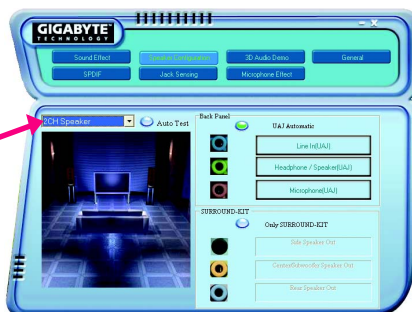 GIGABYTE™
TECHNOLOGY
Sound Effect
Speaker Configuration
3D Audio Demo
General
SPDIF
Jack Sensing
Microphone Effect
2CH Speaker
Auto Test
Back Panel
UAJ Automatic
Line In(UAJ)
Headphone / Speaker(UAJ)
Microphone(UAJ)
SURROUND-KIT
Only SURROUND-KIT
Side Speaker Out
Center/Subwoofer Speaker Out
Rear Speaker Out